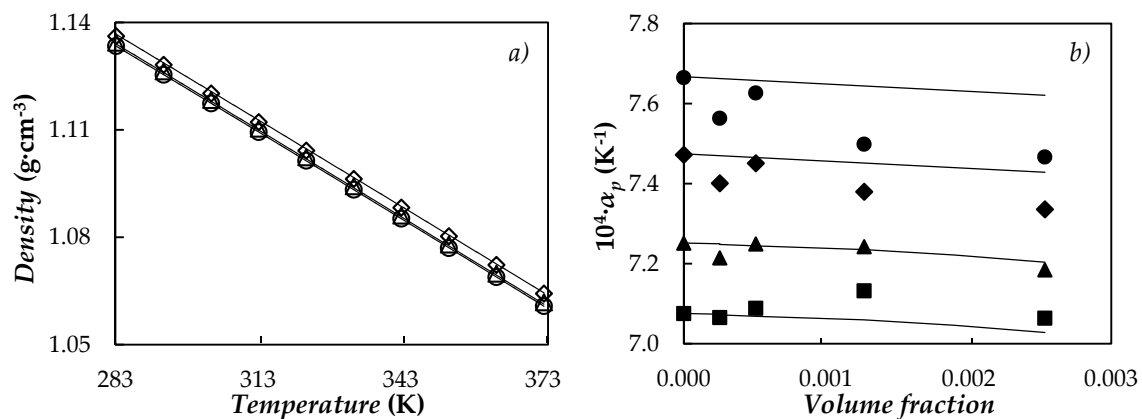 1.14
1.11
1.08
1.05
Density (g·cm-3)
a)
283
313
343
373
Temperature (K)
7.8
7.6
7.4
7.2
7.0
10⁴·αp (K-1)
b)
0.000
0.001
0.002
0.003
Volume fraction